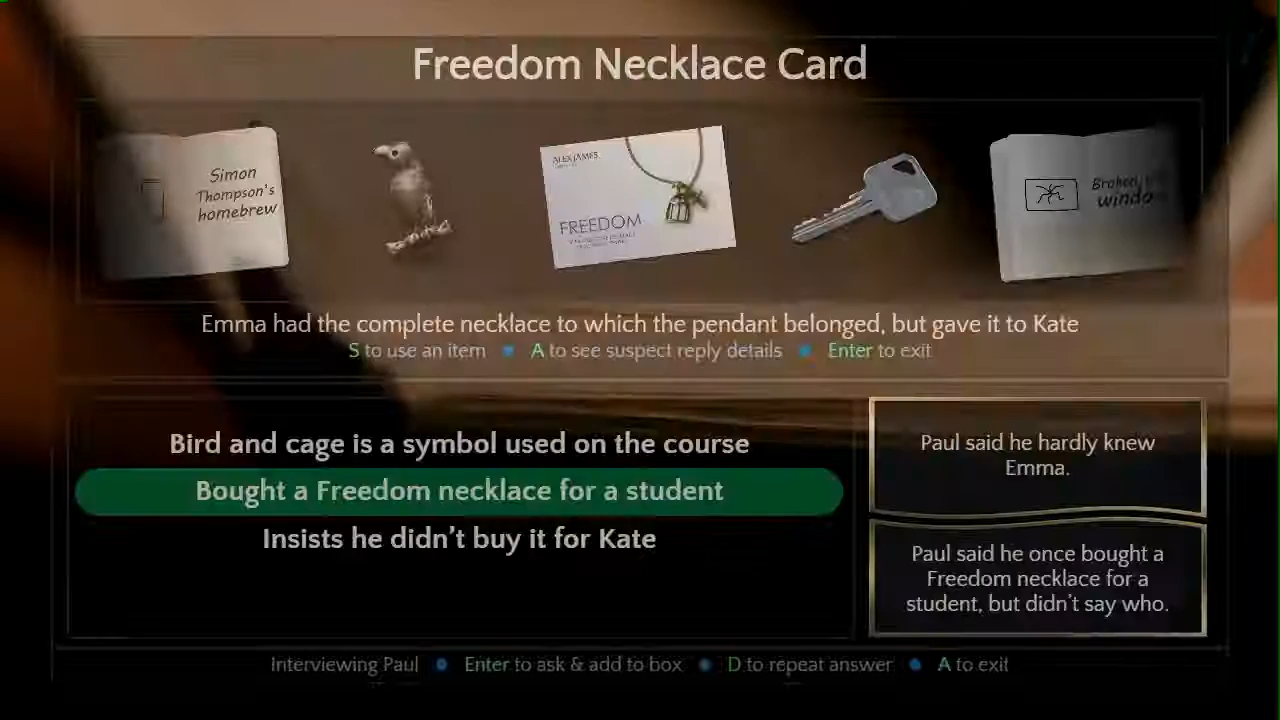 Freedom Necklace Card
Simon
Thompson's
homebrew
ALEX JAMES
FREEDOM
Broken
window
Emma had the complete necklace to which the pendant belonged, but gave it to Kate
S to use an item A to see suspect reply details Enter to exit
Bird and cage is a symbol used on the course
Bought a Freedom necklace for a student
Insists he didn't buy it for Kate
Paul said he hardly knew
Emma.
Paul said he once bought a
Freedom necklace for a
student, but didn't say who.
Interviewing Paul Enter to ask & add to box D to repeat answer A to exit